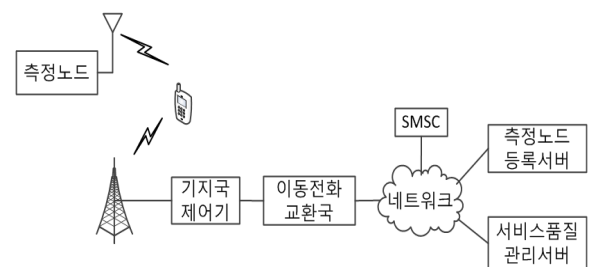 측정노드
SMSC
측정노드
등록서버
기지국
제어기
이동전화
교환국
네트워크
서비스품질
관리서버